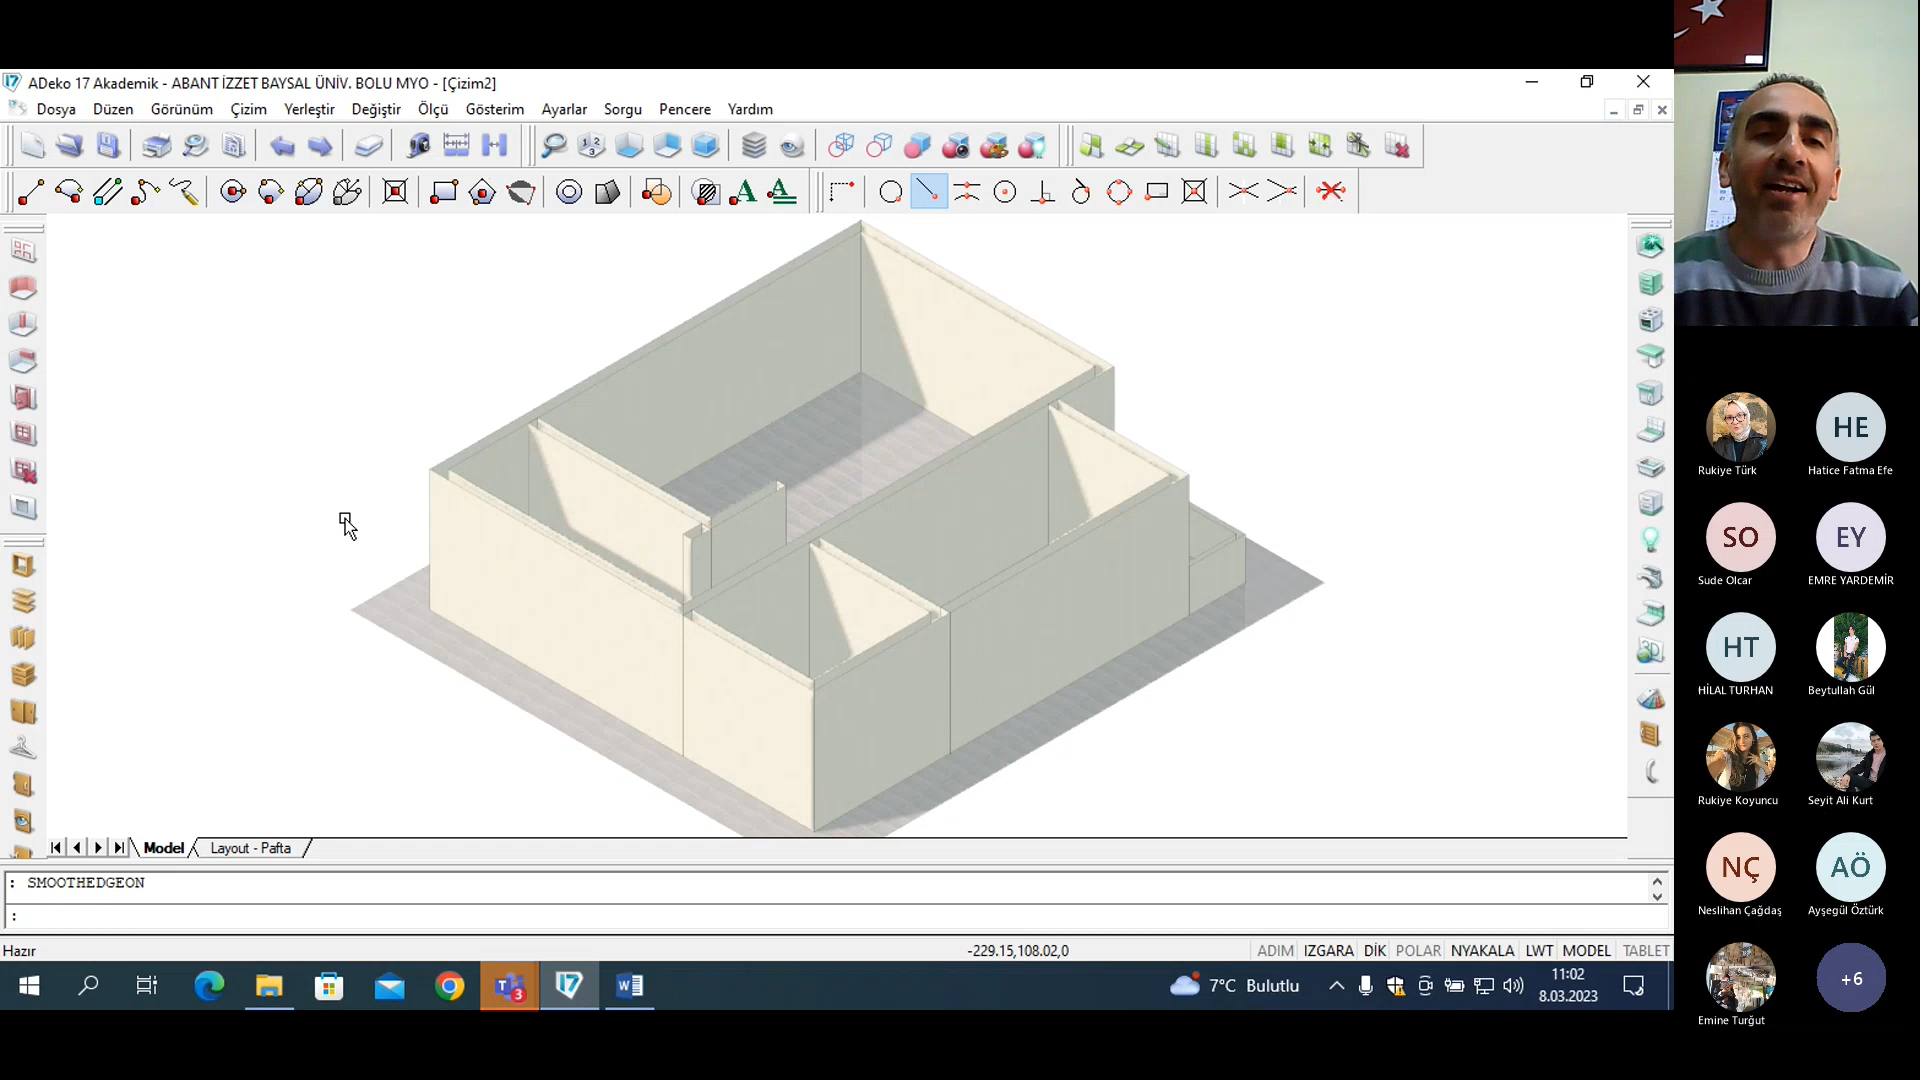 ADeko 17 Akademik - ABANT İZZET BAYSAL ÜNİV. BOLU MYO - [Çizim2]
Dosya Düzen Görünüm Çizim Yerleştir Değiştir Ölçü Gösterim Ayarlar Sorgu Pencere Yardım
Model Layout - Pafta
: SMOOTHEDGEON
:
Hazır -229.15,108.02,0 ADIM IZGARA DİK POLAR NYAKALA LWT MODEL TABLET
7°C Bulutlu 11:02
8.03.2023
HE
Rukiye Türk Hatice Fatma Efe
SO EY
Sude Olcar EMRE YARDEMİR
HT
HİLAL TURHAN Beytullah Gül
Rukiye Koyuncu Seyit Ali Kurt
NÇ AÖ
Neslihan Çağdaş Ayşegül Öztürk
+6
Emine Turğut